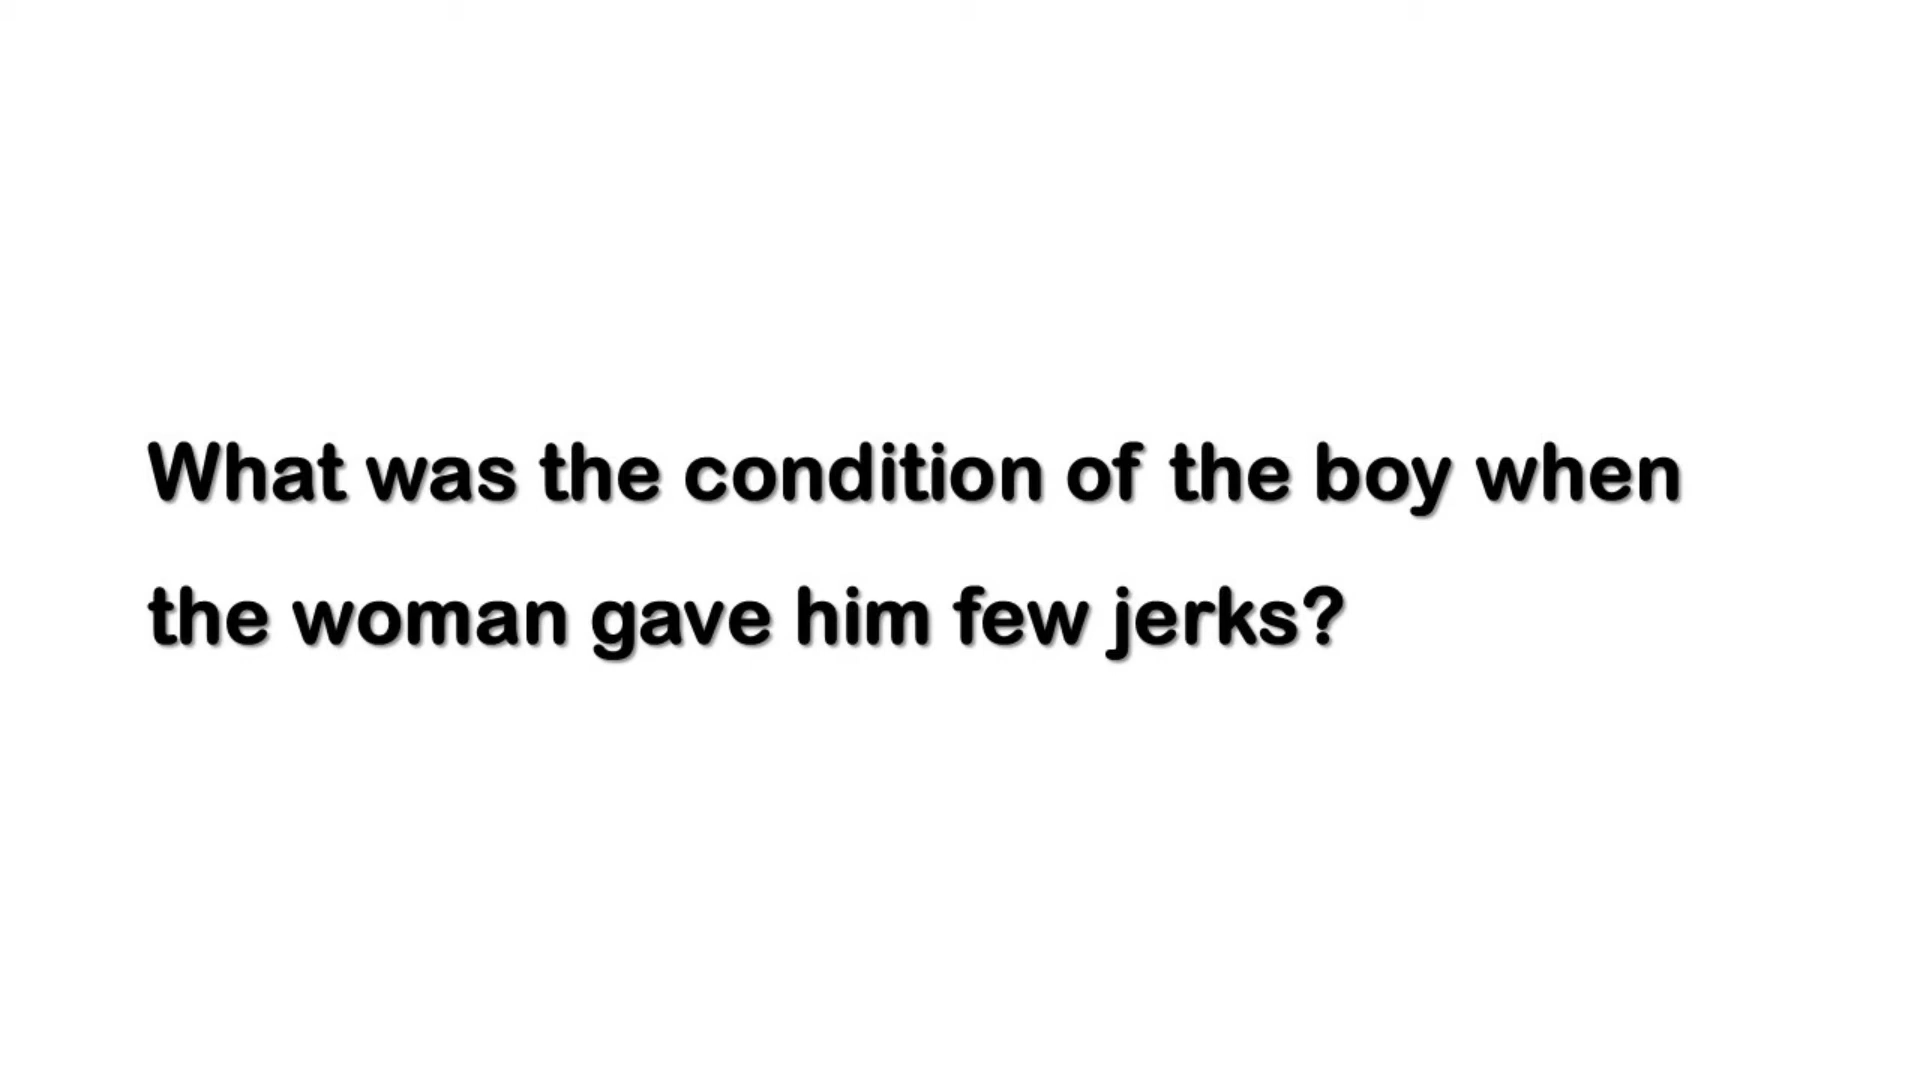 What was the condition of the boy when
the woman gave him few jerks?